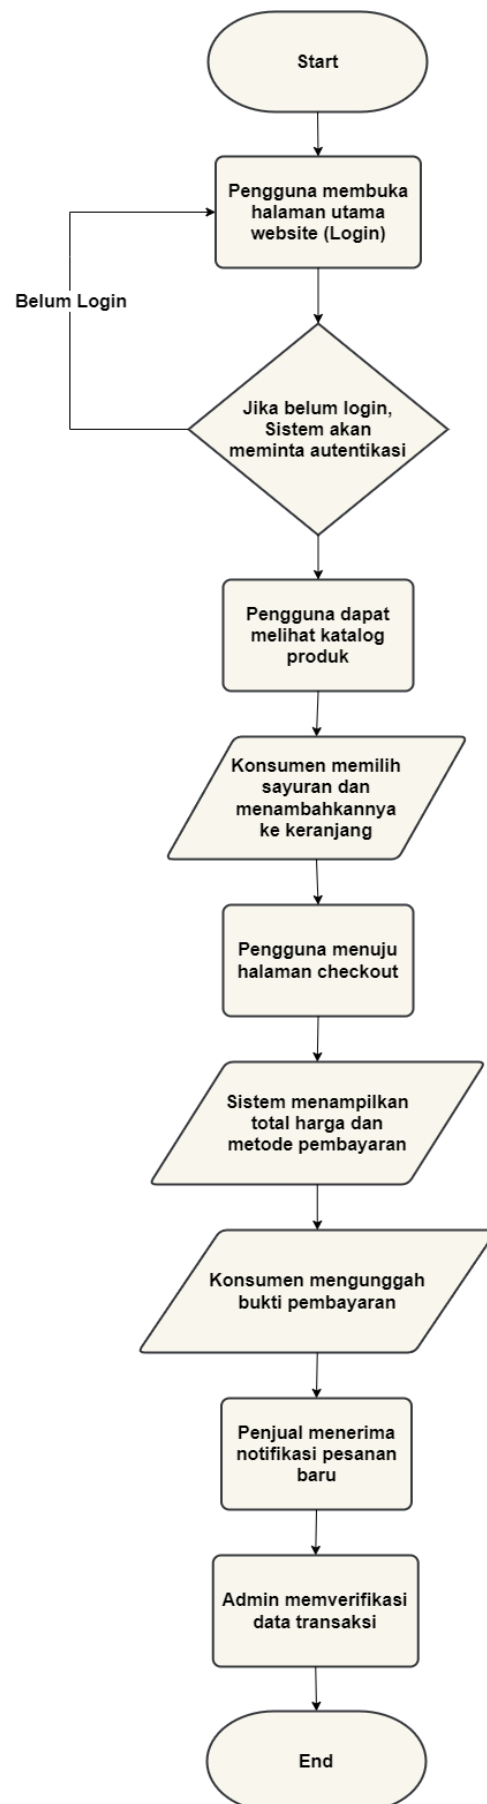 Start
Pengguna membuka
halaman utama
website (Login)
Belum Login
Jika belum login,
Sistem akan
meminta autentikasi
Pengguna dapat
melihat katalog
produk
Konsumen memilih
sayuran dan
menambahkannya
ke keranjang
Pengguna menuju
halaman checkout
Sistem menampilkan
total harga dan
metode pembayaran
Konsumen mengunggah
bukti pembayaran
Penjual menerima
notifikasi pesanan
baru
Admin memverifikasi
data transaksi
End